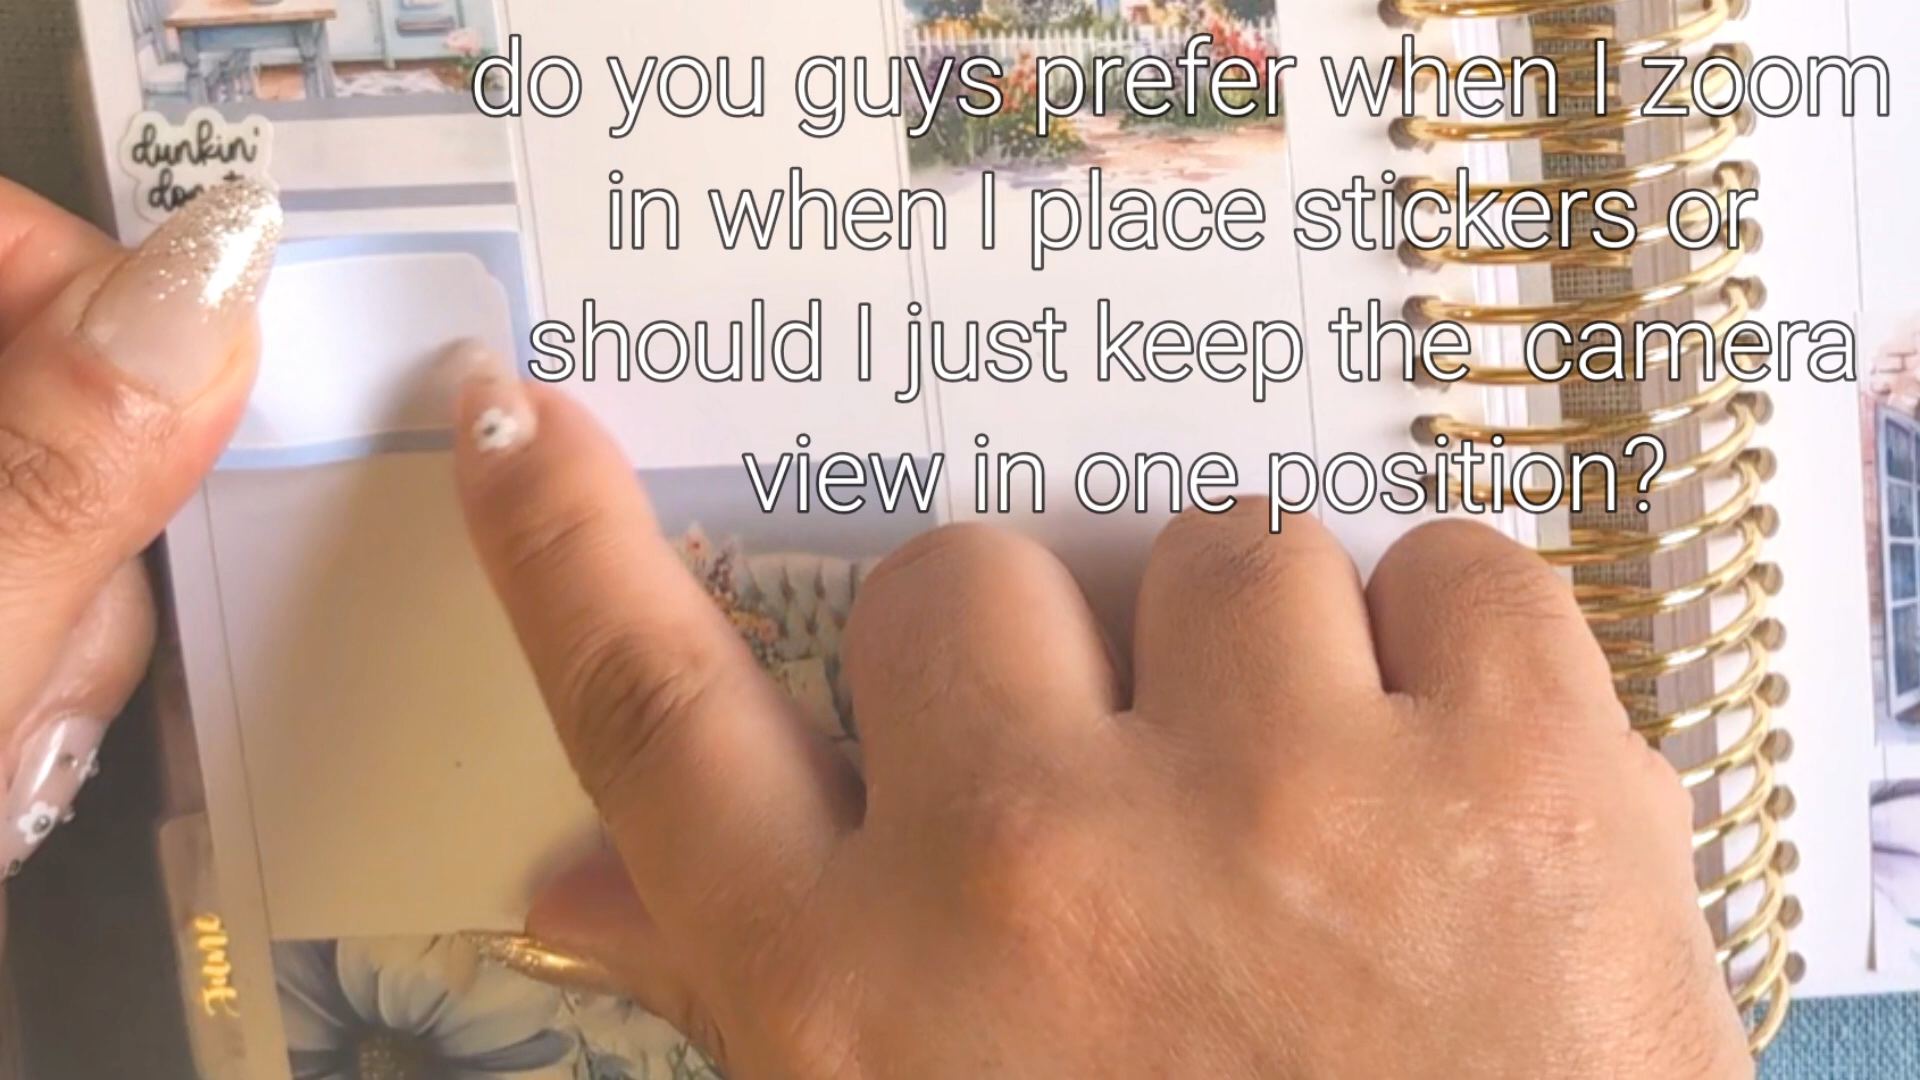 do you guys prefer when I zoom
in when I place stickers or
should I just keep the camera
view in one position?
dunkin'
June